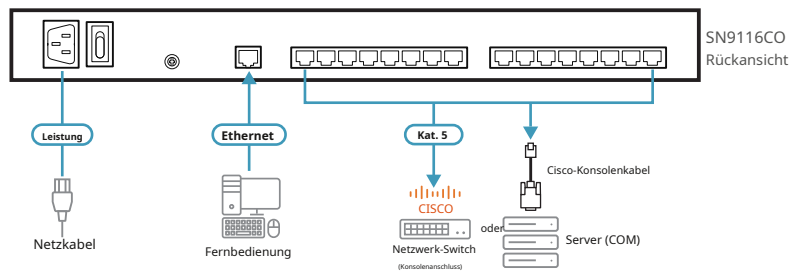 SN9116CO
Rückansicht
Leistung
Ethernet
Kat. 5
Cisco-Konsolenkabel
CISCO
oder
Netzkabel
Fernbedienung
Netzwerk-Switch
(Konsolenanschluss)
Server (COM)